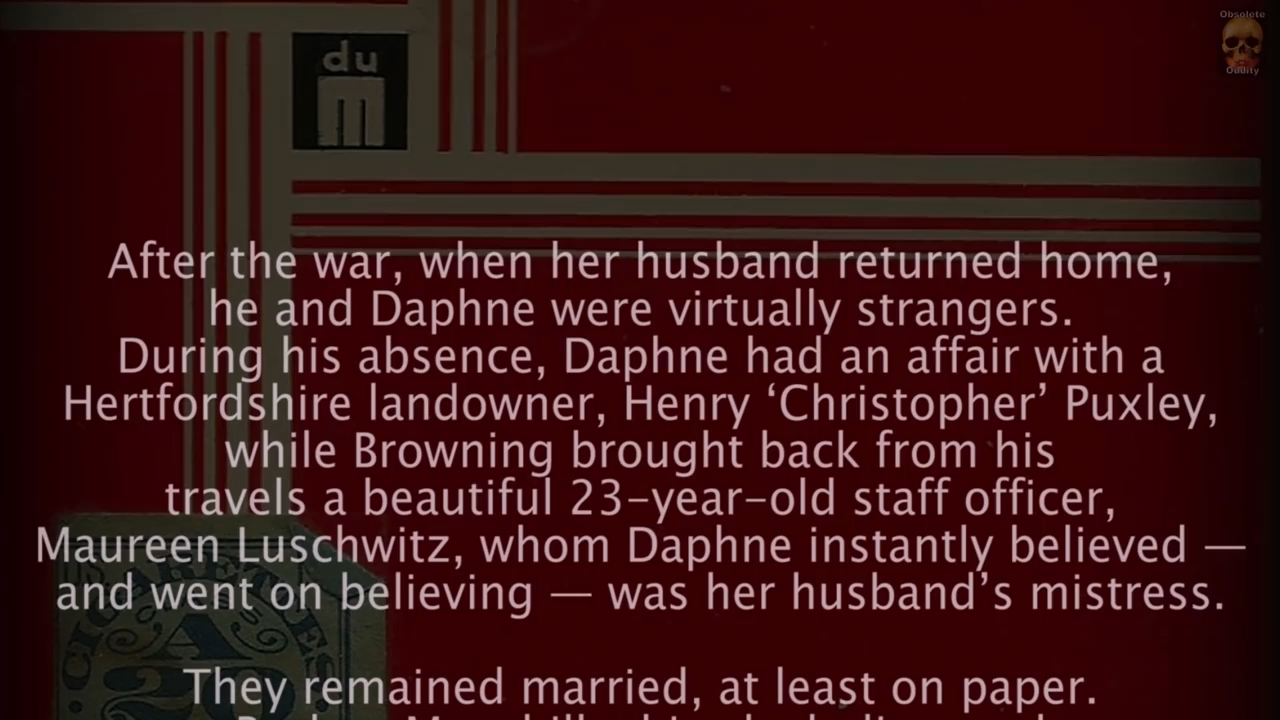 Obsolete
Oddity
du
m
After the war, when her husband returned home,
he and Daphne were virtually strangers.
During his absence, Daphne had an affair with a
Hertfordshire landowner, Henry ‘Christopher’ Puxley,
while Browning brought back from his
travels a beautiful 23-year-old staff officer,
Maureen Luschwitz, whom Daphne instantly believed —
and went on believing — was her husband’s mistress.
CIGARETTES
They remained married, at least on paper.